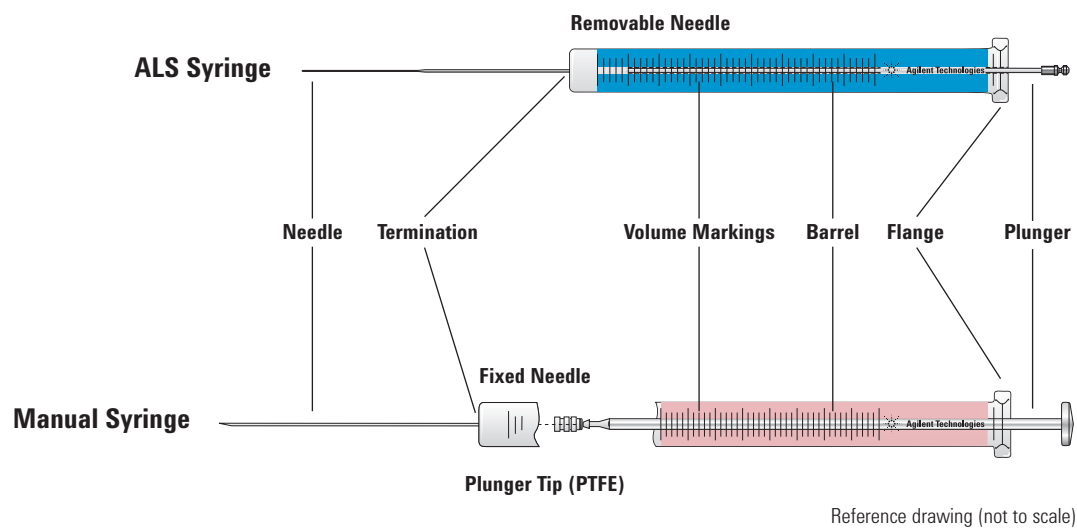 Removable Needle
ALS Syringe
Agilent Technologies
Needle
Termination
Volume Markings
Barrel
Flange
Plunger
Fixed Needle
Manual Syringe
Agilent Technologies
Plunger Tip (PTFE)
Reference drawing (not to scale)